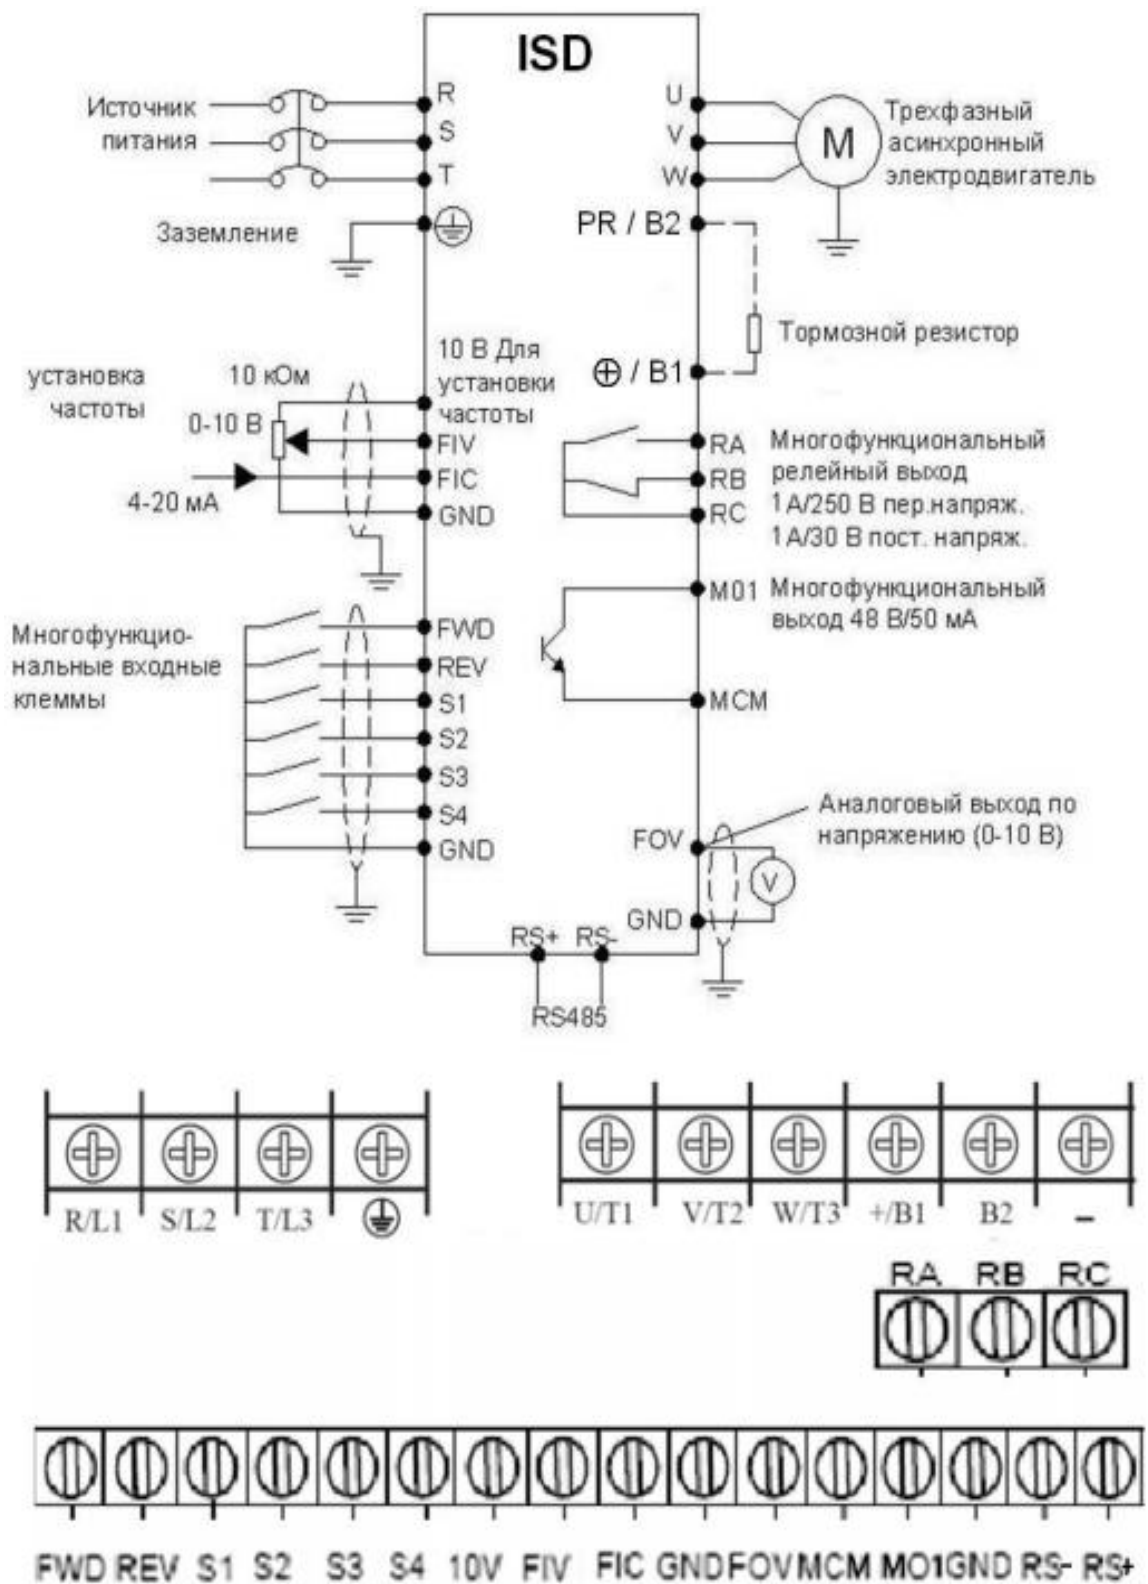 ISD
Источник
питания
R
S
T
Заземление
U
V
W
M
Трехфазный
асинхронный
электродвигатель
PR / B2
Тормозной резистор
⊕ / B1
установка
частоты
10 кОм
0-10 В
4-20 мА
10 В Для
установки
частоты
FIV
FIC
GND
RA
RB
RC
Многофункциональный
релейный выход
1А/250 В пер.напряж.
1А/30 В пост. напряж.
M01
Многофункциональный
выход 48 В/50 мА
MCM
Многофункцио-
нальные входные
клеммы
FWD
REV
S1
S2
S3
S4
GND
Аналоговый выход по
напряжению (0-10 В)
FOV
V
GND
RS+ RS-
RS485
R/L1 S/L2 T/L3
U/T1 V/T2 W/T3 +/B1 B2 –
RA RB RC
FWD REV S1 S2 S3 S4 10V FIV FIC GND FOV MCM MO1 GND RS- RS+